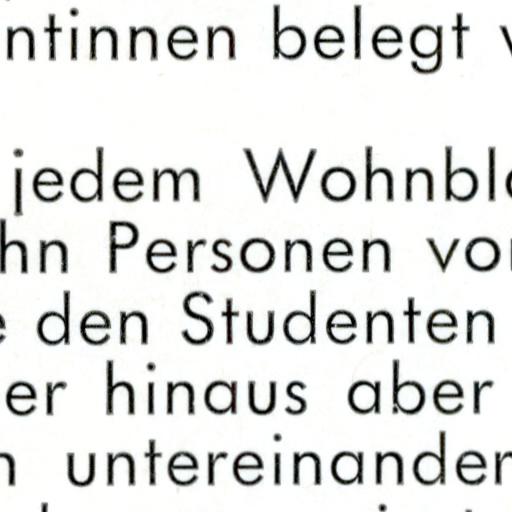 ntinnen belegt
jedem Wohnbl
hn Personen vo
e den Studenten
er hinaus aber
n untereinander